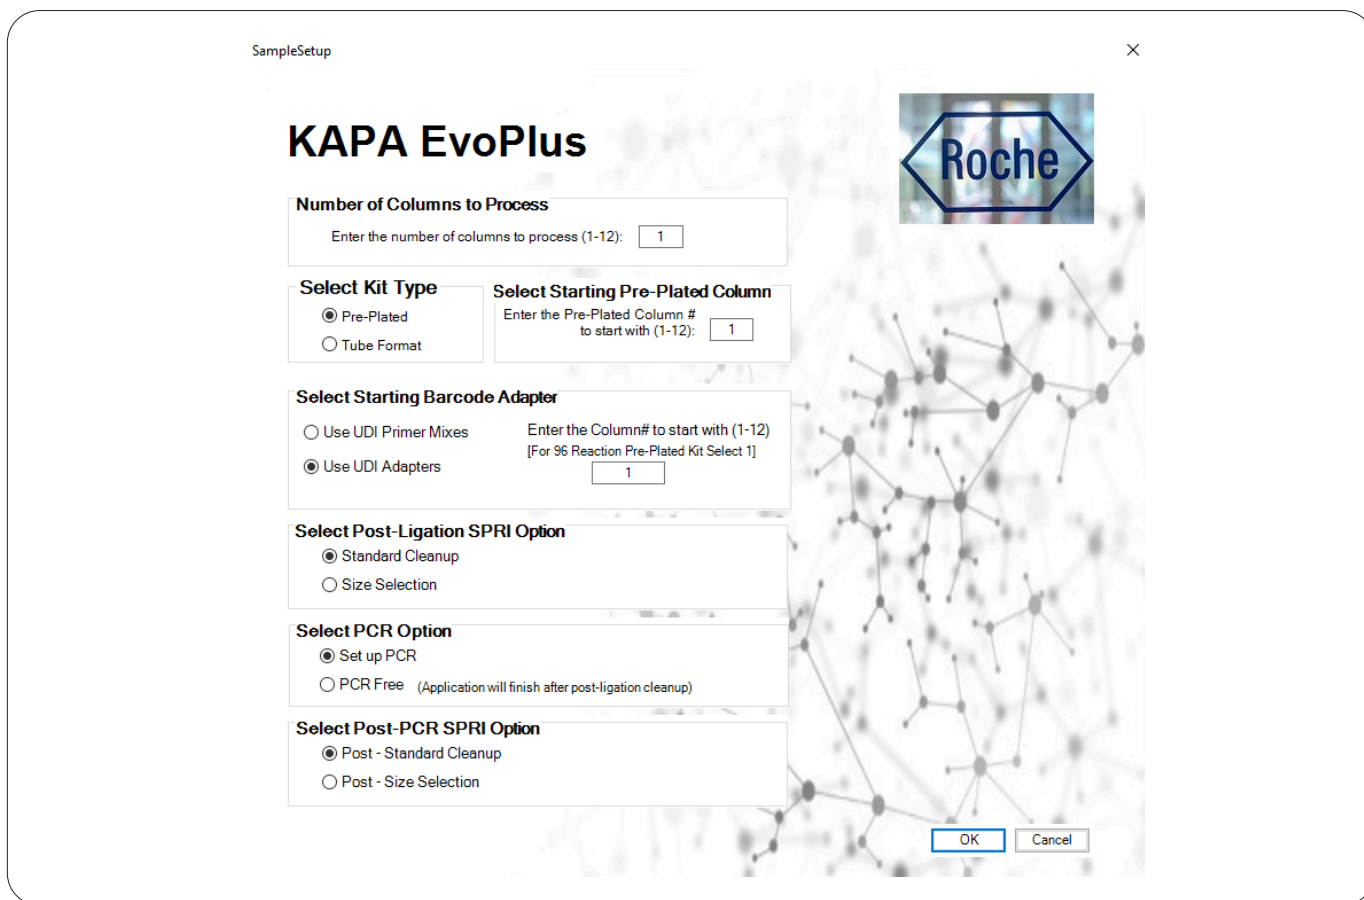 SampleSetup
KAPA EvoPlus
Roche
Number of Columns to Process
Enter the number of columns to process (1-12): 1
Select Kit Type
Pre-Plated
Tube Format
Select Starting Pre-Plated Column
Enter the Pre-Plated Column #
to start with (1-12): 1
Select Starting Barcode Adapter
Use UDI Primer Mixes
Use UDI Adapters
Enter the Column# to start with (1-12)
[For 96 Reaction Pre-Plated Kit Select 1]
1
Select Post-Ligation SPRI Option
Standard Cleanup
Size Selection
Select PCR Option
Set up PCR
PCR Free (Application will finish after post-ligation cleanup)
Select Post-PCR SPRI Option
Post - Standard Cleanup
Post - Size Selection
OK Cancel